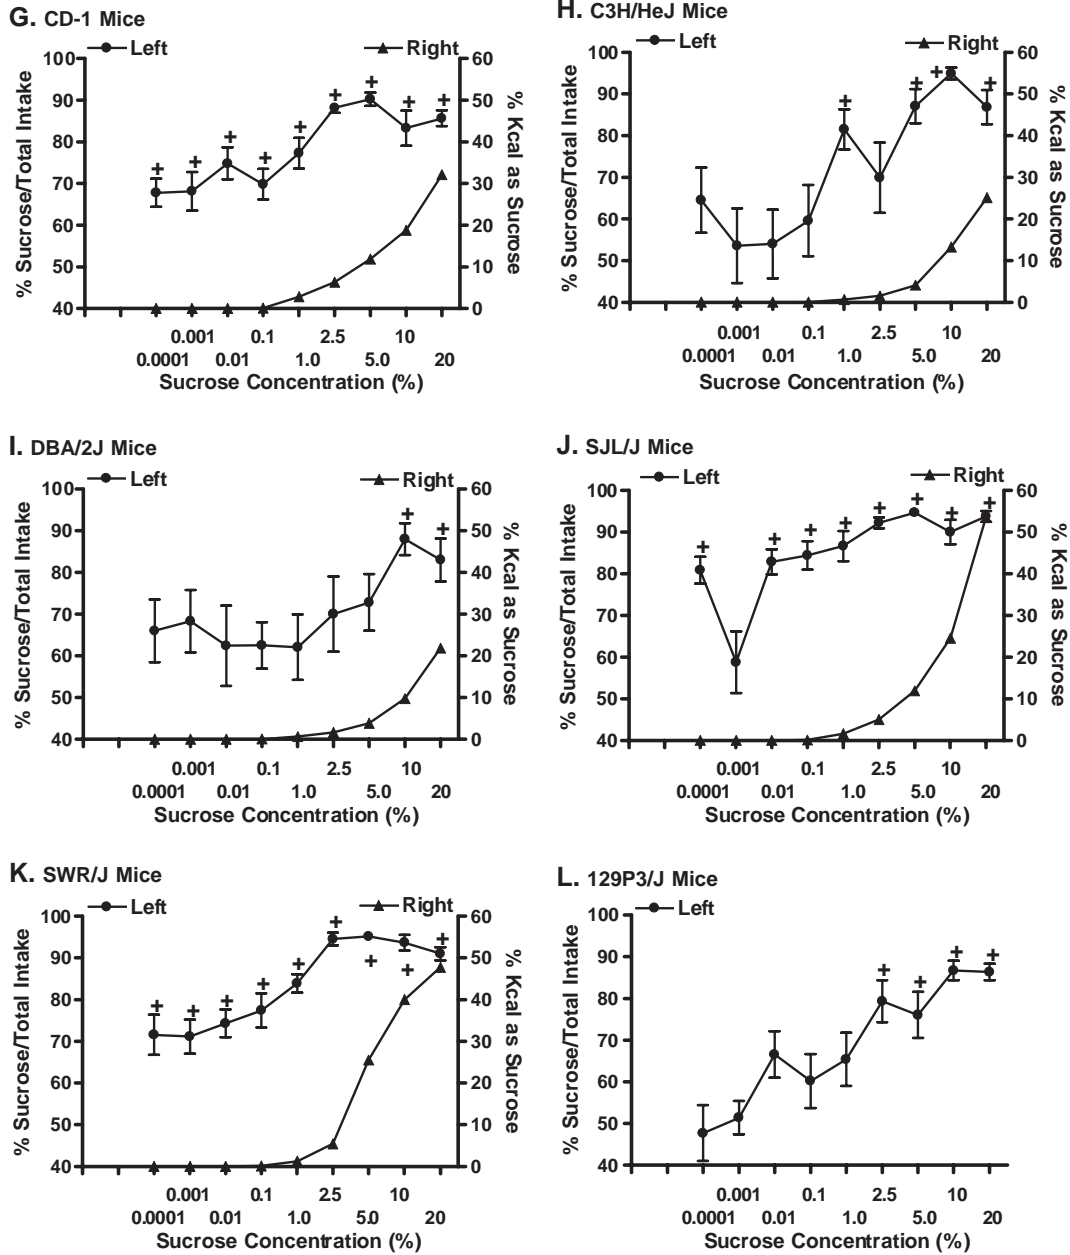 G. CD-1 Mice
Left
Right
100
90
80
70
60
50
40
60
50
40
30
20
10
0
% Sucrose/Total Intake
% Kcal as Sucrose
0.001 0.1 2.5 10
0.0001 0.01 1.0 5.0 20
Sucrose Concentration (%)
H. C3H/HeJ Mice
Left
Right
100
90
80
70
60
50
40
60
50
40
30
20
10
0
% Sucrose/Total Intake
% Kcal as Sucrose
0.001 0.1 2.5 10
0.0001 0.01 1.0 5.0 20
Sucrose Concentration (%)
I. DBA/2J Mice
Left
Right
100
90
80
70
60
50
40
60
50
40
30
20
10
0
% Sucrose/Total Intake
% Kcal as Sucrose
0.001 0.1 2.5 10
0.0001 0.01 1.0 5.0 20
Sucrose Concentration (%)
J. SJL/J Mice
Left
Right
100
90
80
70
60
50
40
60
50
40
30
20
10
0
% Sucrose/Total Intake
% Kcal as Sucrose
0.001 0.1 2.5 10
0.0001 0.01 1.0 5.0 20
Sucrose Concentration (%)
K. SWR/J Mice
Left
Right
100
90
80
70
60
50
40
60
50
40
30
20
10
0
% Sucrose/Total Intake
% Kcal as Sucrose
0.001 0.1 2.5 10
0.0001 0.01 1.0 5.0 20
Sucrose Concentration (%)
L. 129P3/J Mice
Left
100
90
80
70
60
50
40
% Sucrose/Total Intake
0.001 0.1 2.5 10
0.0001 0.01 1.0 5.0 20
Sucrose Concentration (%)